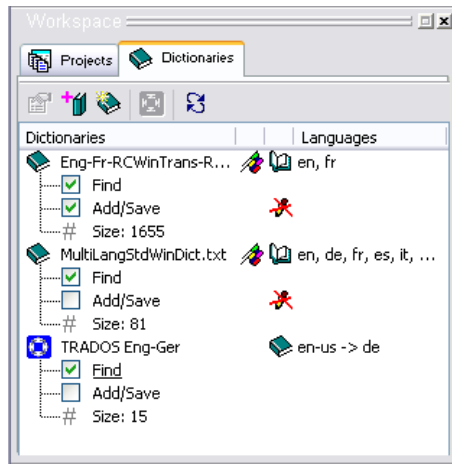 Workspace
Projects
Dictionaries
Dictionaries Languages
Eng-Fr-RCWinTrans-R... en, fr
Find
Add/Save
# Size: 1655
MultiLangStdWinDict.txt en, de, fr, es, it, ...
Find
Add/Save
# Size: 81
TRADOS Eng-Ger en-us -> de
Find
Add/Save
# Size: 15